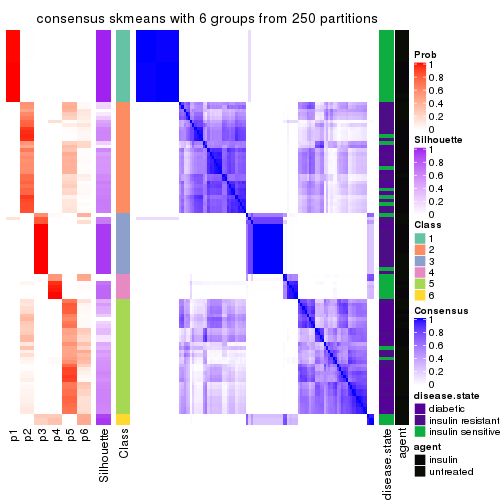 consensus skmeans with 6 groups from 250 partitions
Prob
1
0.8
0.6
0.4
0.2
0
Silhouette
1
0.8
0.6
0.4
0.2
0
Class
1
2
3
4
5
6
Consensus
1
0.8
0.6
0.4
0.2
0
disease.state
diabetic
insulin resistant
insulin sensitive
agent
insulin
untreated
p1
p2
p3
p4
p5
p6
Silhouette
Class
disease.state
agent